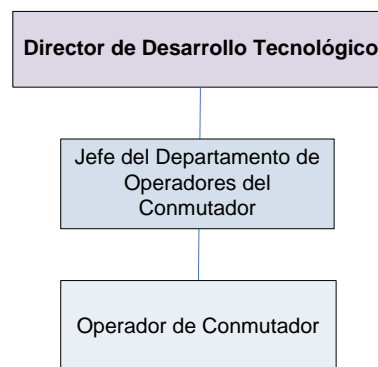 Director de Desarrollo Tecnológico
Jefe del Departamento de
Operadores del
Conmutador
Operador de Conmutador